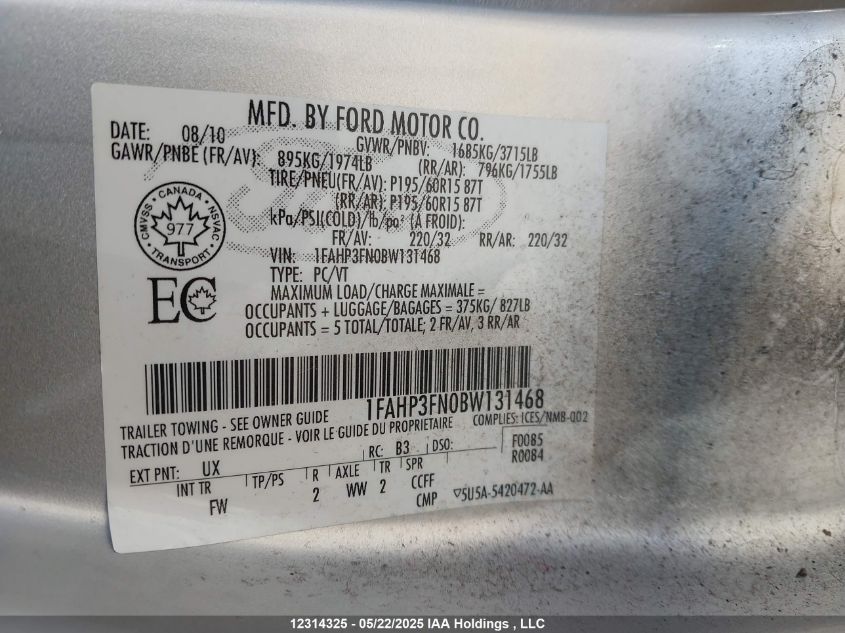 MFD. BY FORD MOTOR CO.
DATE: 08/10 GVWR/PNBV: 1685KG/3715LB
GAWR/PNBE (FR/AV): 895KG/1974LB (RR/AR): 796KG/1755LB
TIRE/PNEU(FR/AV): P195/60R15 87T
(RR/AR): P195/60R15 87T
kPa/PSI(COLD)/lb/po² (À FROID):
FR/AV: 220/32 RR/AR: 220/32
VIN: 1FAHP3FN0BW131468
TYPE: PC/VT
MAXIMUM LOAD/CHARGE MAXIMALE =
OCCUPANTS + LUGGAGE/BAGAGES = 375KG/ 827LB
OCCUPANTS = 5 TOTAL/TOTALE; 2 FR/AV, 3 RR/AR
CANADA
CMVSS 977 NSVAC
TRANSPORT
EC
1FAHP3FN0BW131468
TRAILER TOWING - SEE OWNER GUIDE COMPLIES: ICES/NMB-002
TRACTION D'UNE REMORQUE - VOIR LE GUIDE DU PROPRIETAIRE
RC: B3 DSO: F0085
R0084
EXT PNT: UX
INT TR TP/PS R AXLE TR SPR
FW 2 WW 2 CCFF
CMP ▽5U5A-5420472-AA
12314325 - 05/22/2025 IAA Holdings , LLC